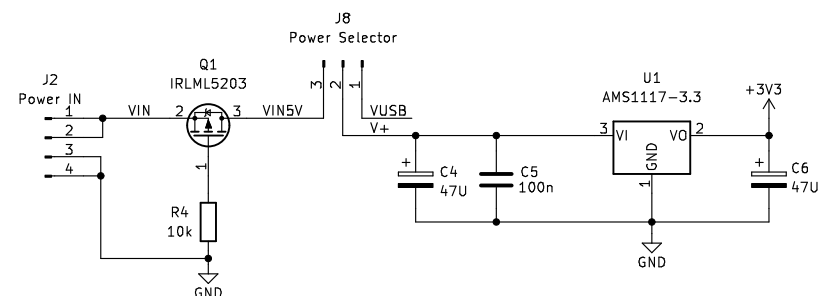 J8
Power Selector
J2
Power IN
1
2
3
4
VIN
Q1
IRLML5203
2
3
1
VIN5V
3
2
1
VUSB
V+
R4
10k
GND
+
C4
47U
C5
100n
U1
AMS1117-3.3
3
VI
VO
2
GND
1
GND
+3V3
+
C6
47U